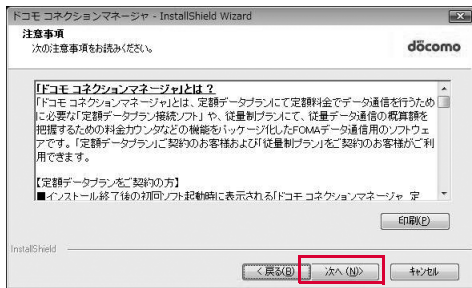 ドコモ コネクションマネージャ - InstallShield Wizard
注意事項
次の注意事項をお読みください。
döcomo
「ドコモ コネクションマネージャ」とは?
「ドコモ コネクションマネージャ」とは、定額データプランにて定額料金でデータ通信を行うため
に必要な「定額データプラン接続ソフト」や、従量制プランにて、従量データ通信の概算額を
把握するための料金カウンタなどの機能をパッケージ化したFOMAデータ通信用のソフトウェ
アです。「定額データプラン」ご契約のお客様および「従量制プラン」をご契約のお客様がご利
用できます。
【定額データプランをご契約の方】
■インストール終了後の初回ソフト起動時に表示される「ドコモ コネクションマネージャ 定
印刷(P)
InstallShield
< 戻る(B)
次へ (N)>
キャンセル